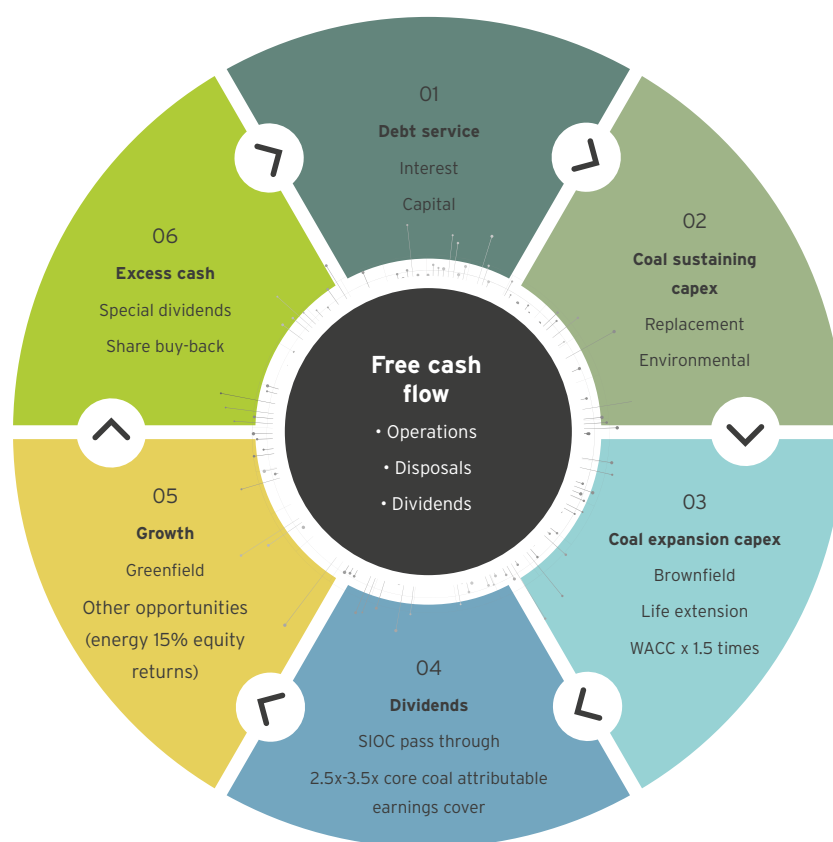 01
Debt service
Interest
Capital
02
Coal sustaining
capex
Replacement
Environmental
03
Coal expansion capex
Brownfield
Life extension
WACC x 1.5 times
04
Dividends
SIOC pass through
2.5x-3.5x core coal attributable
earnings cover
05
Growth
Greenfield
Other opportunities
(energy 15% equity
returns)
06
Excess cash
Special dividends
Share buy-back
Free cash
flow
• Operations
• Disposals
• Dividends